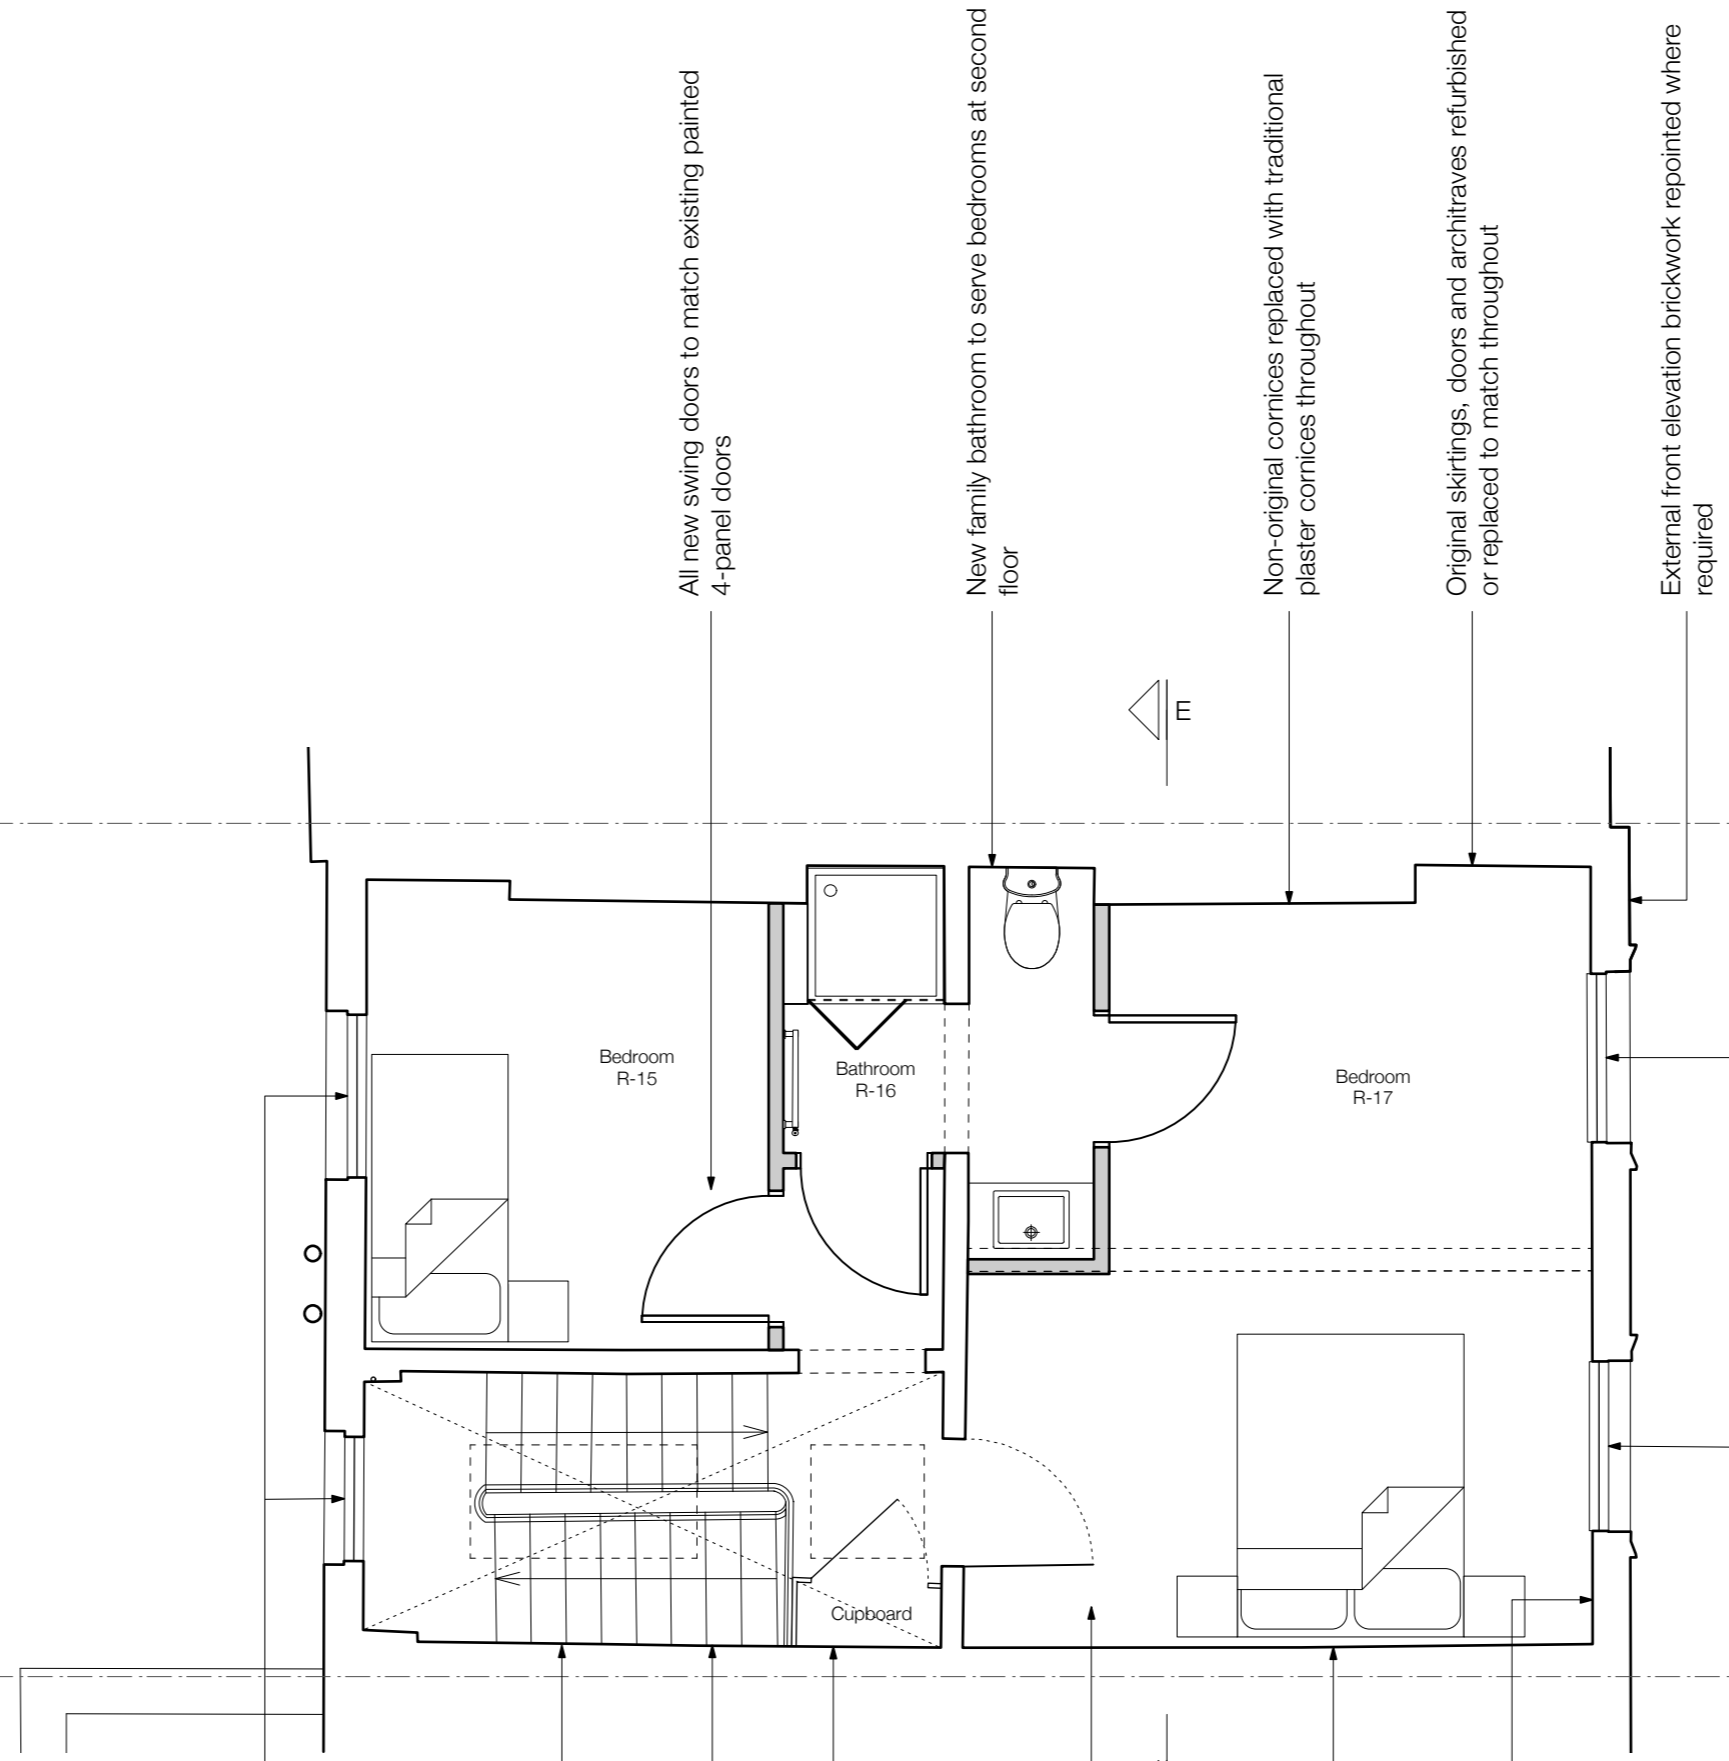 All new swing doors to match existing painted
4-panel doors
New family bathroom to serve bedrooms at second
floor
Non-original cornices replaced with traditional
plaster cornices throughout
Original skirtings, doors and architraves refurbished
or replaced to match throughout
External front elevation brickwork repointed where
required
E
Bedroom
R-15
Bathroom
R-16
Bedroom
R-17
Cupboard